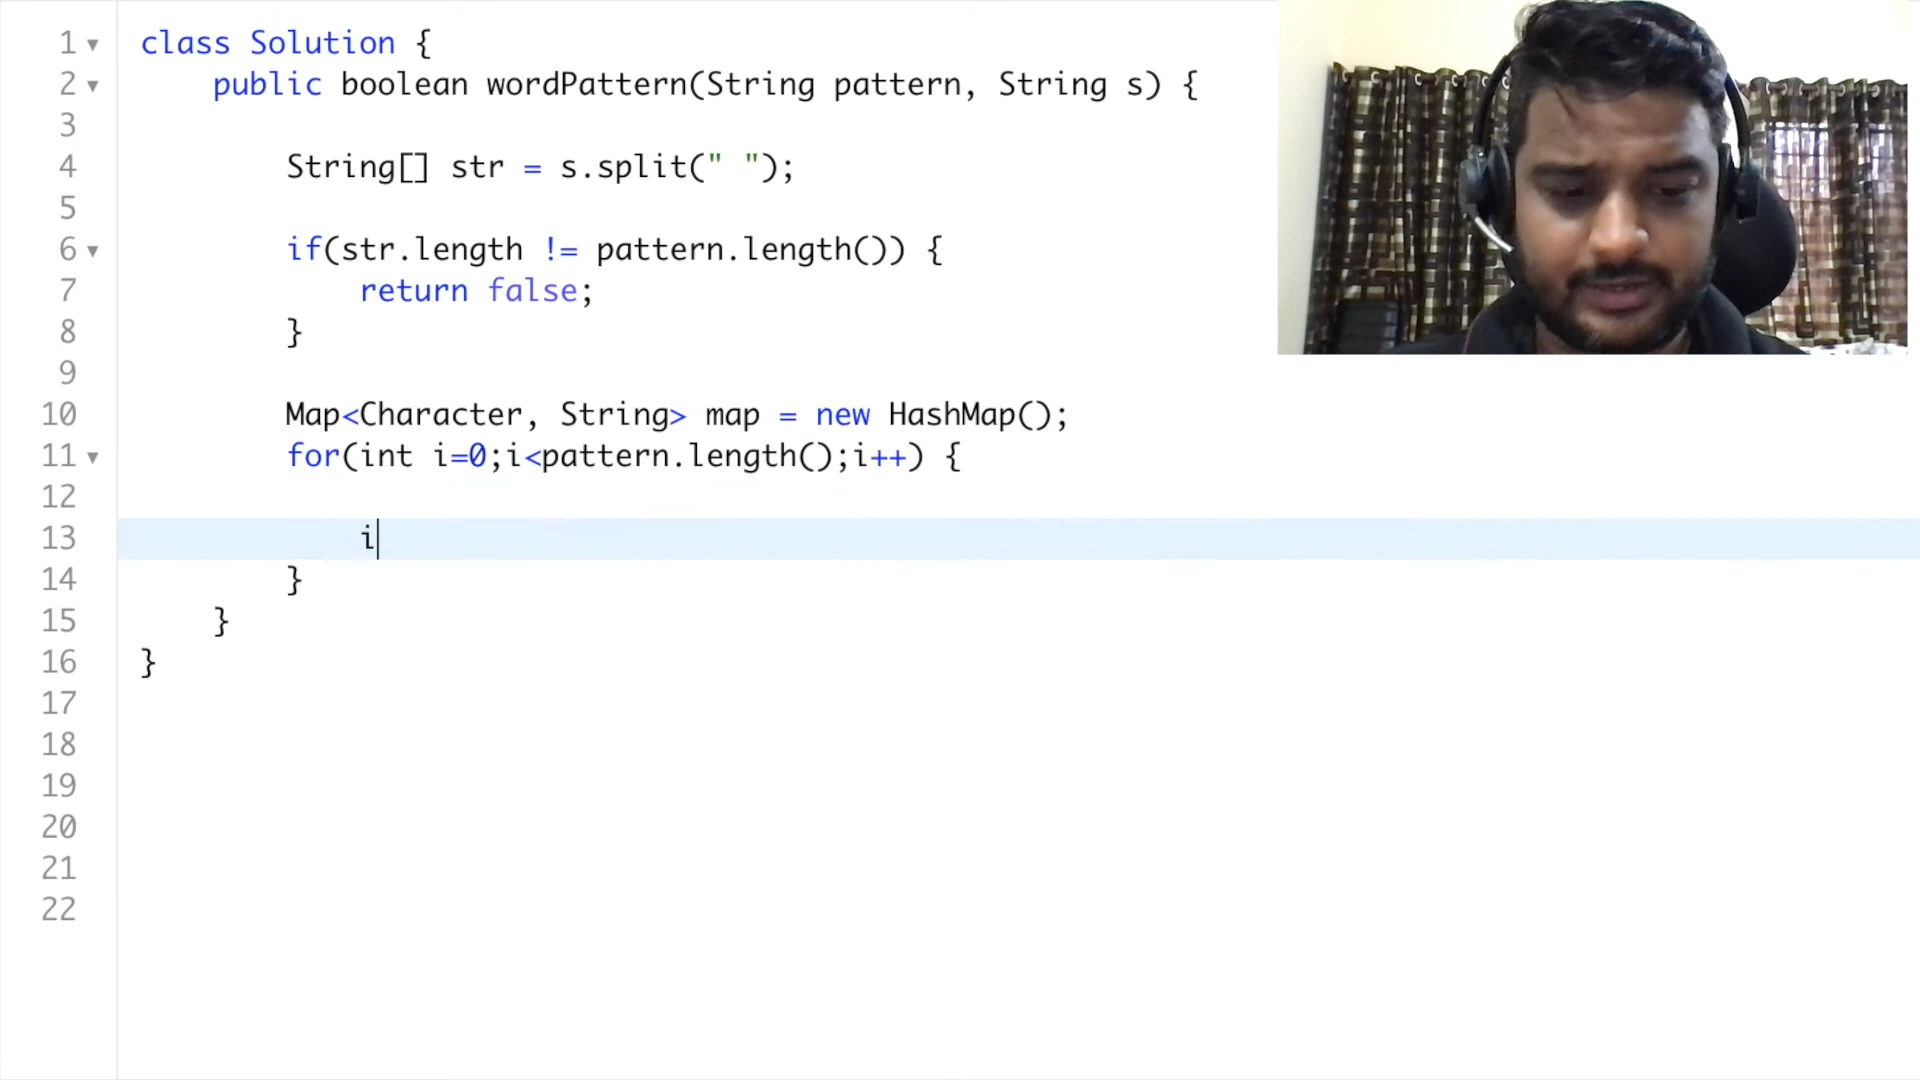 1 class Solution {
2 public boolean wordPattern(String pattern, String s) {
3
4 String[] str = s.split(" ");
5
6 if(str.length != pattern.length()) {
7 return false;
8 }
9
10 Map<Character, String> map = new HashMap();
11 for(int i=0;i<pattern.length();i++) {
12
13 i
14 }
15 }
16 }
17
18
19
20
21
22